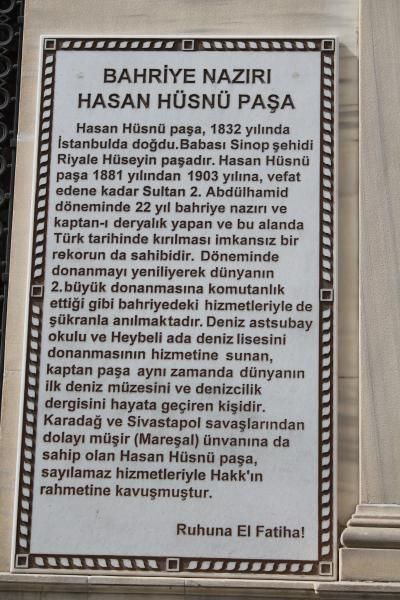 BAHRİYE NAZIRI
HASAN HÜSNÜ PAŞA
Hasan Hüsnü paşa, 1832 yılında
İstanbulda doğdu.Babası Sinop şehidi
Riyale Hüseyin paşadır. Hasan Hüsnü
paşa 1881 yılından 1903 yılına, vefat
edene kadar Sultan 2. Abdülhamid
döneminde 22 yıl bahriye nazırı ve
kaptan-ı deryalık yapan ve bu alanda
Türk tarihinde kırılması imkansız bir
rekorun da sahibidir. Döneminde
donanmayı yeniliyerek dünyanın
2.büyük donanmasına komutanlık
ettiği gibi bahriyedeki hizmetleriyle de
şükranla anılmaktadır. Deniz astsubay
okulu ve Heybeli ada deniz lisesini
donanmasının hizmetine sunan,
kaptan paşa aynı zamanda dünyanın
ilk deniz müzesini ve denizcilik
dergisini hayata geçiren kişidir.
Karadağ ve Sivastapol savaşlarından
dolayı müşir (Mareşal) ünvanına da
sahip olan Hasan Hüsnü paşa,
sayılamaz hizmetleriyle Hakk'ın
rahmetine kavuşmuştur.
Ruhuna El Fatiha!